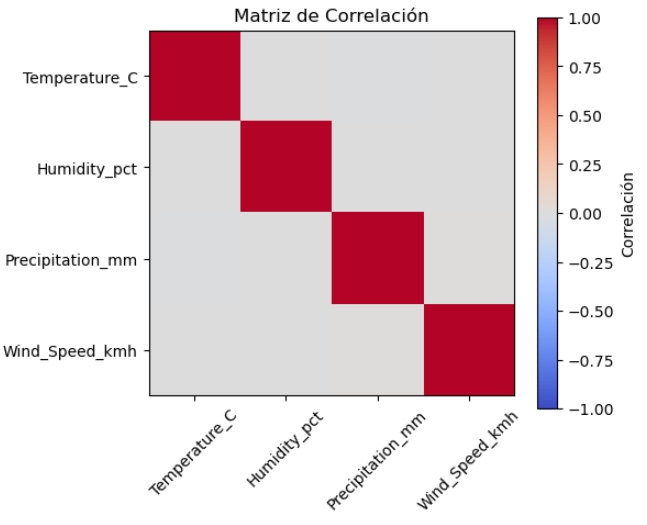 Matriz de Correlación
Temperature_C
Humidity_pct
Precipitation_mm
Wind_Speed_kmh
Temperature_C
Humidity_pct
Precipitation_mm
Wind_Speed_kmh
1.00
0.75
0.50
0.25
0.00
−0.25
−0.50
−0.75
−1.00
Correlación